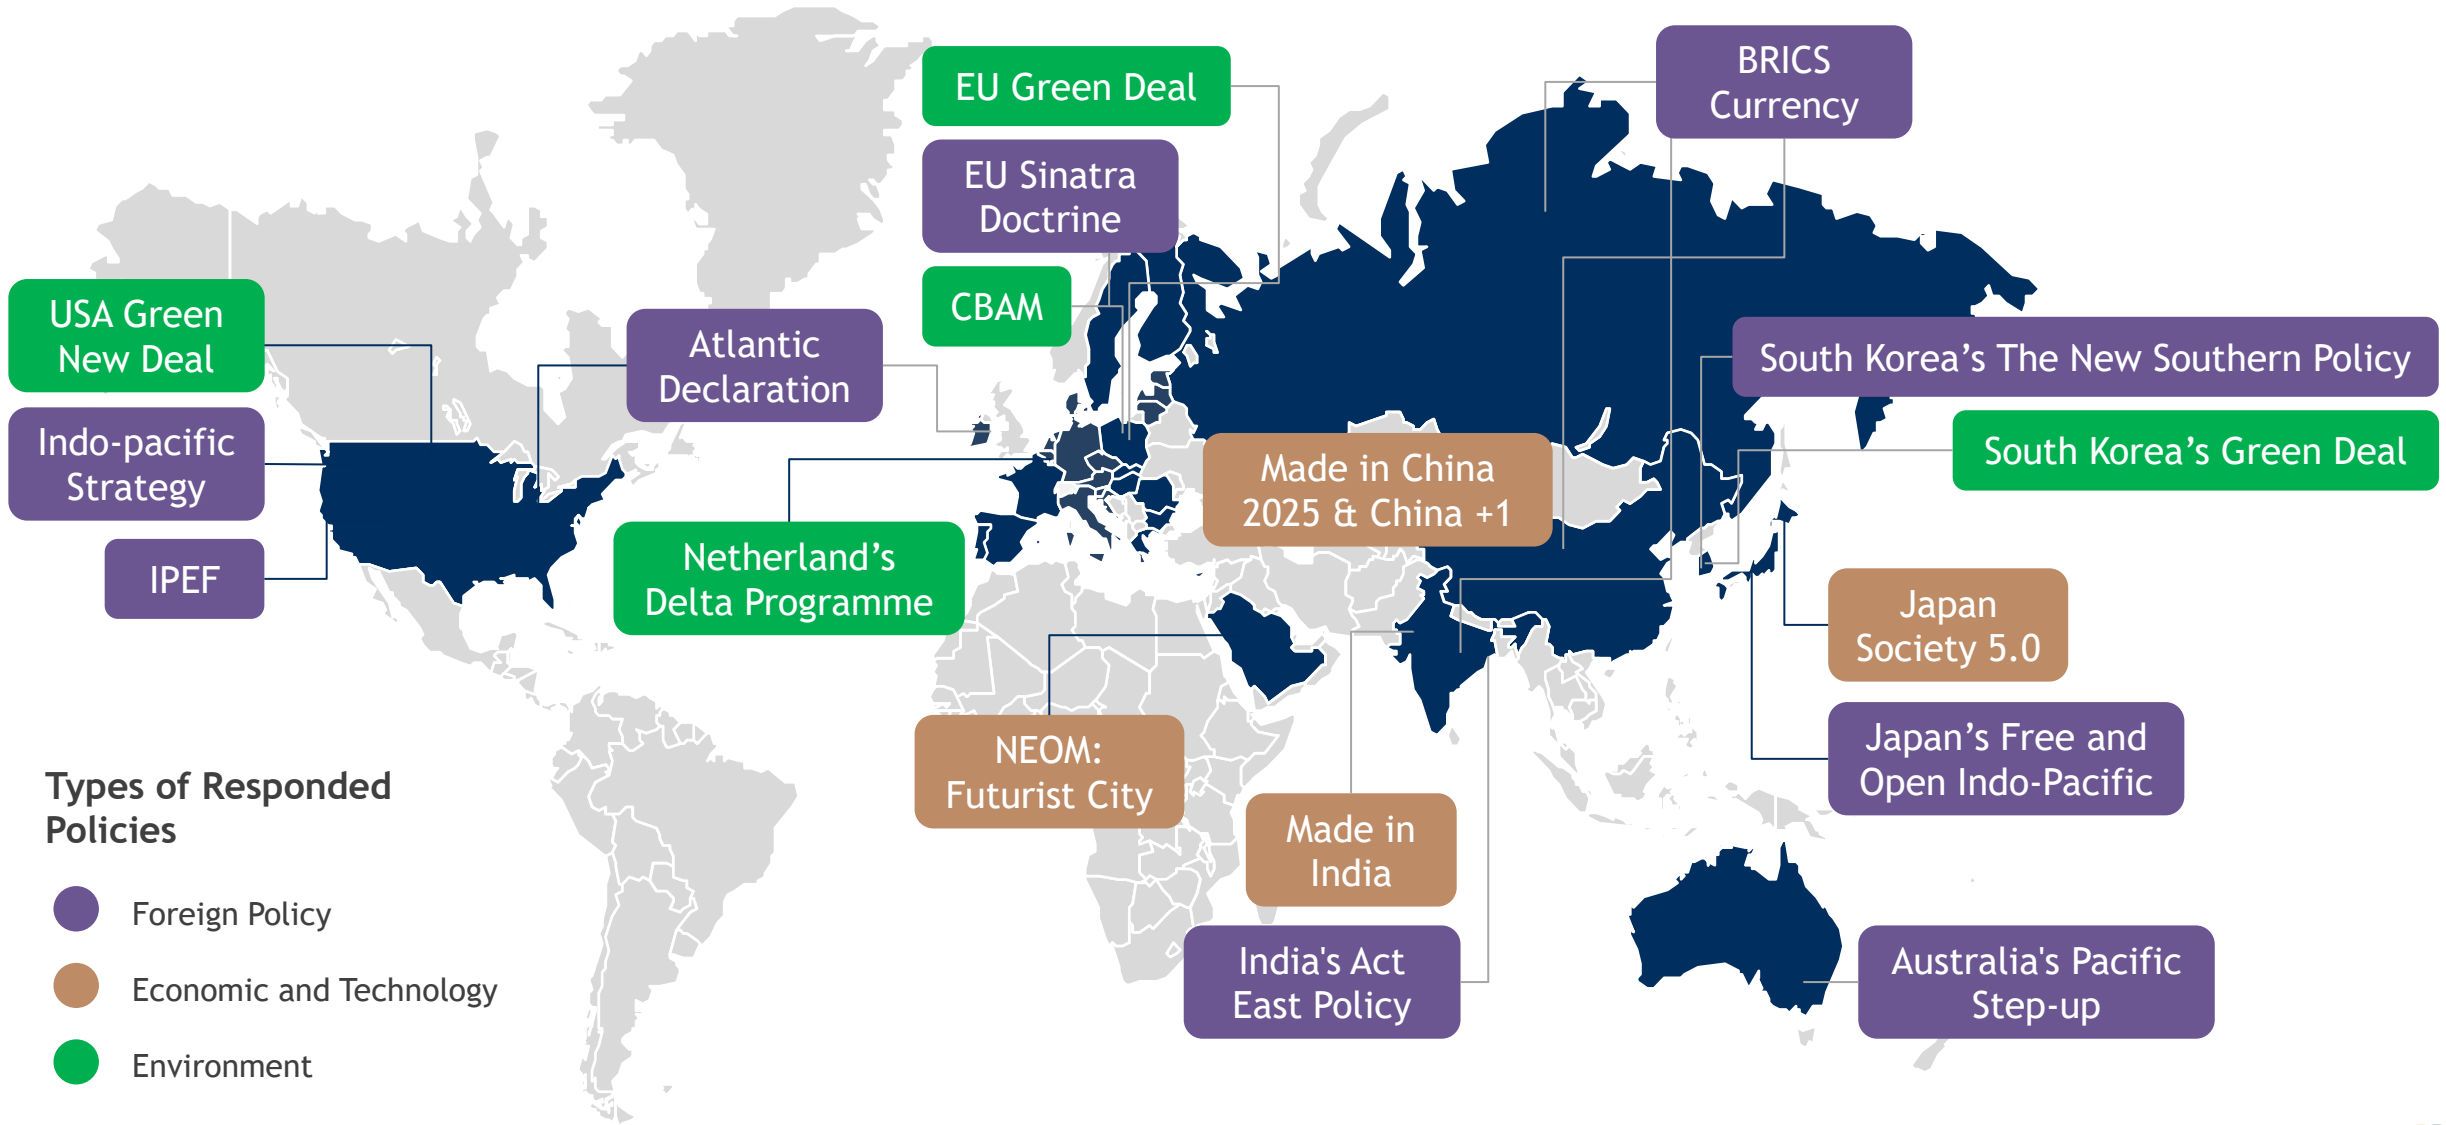 EU Green Deal
BRICS
Currency
EU Sinatra
Doctrine
CBAM
USA Green
New Deal
Atlantic
Declaration
South Korea’s The New Southern Policy
Indo-pacific
Strategy
South Korea’s Green Deal
Made in China
2025 & China +1
IPEF
Netherland’s
Delta Programme
Japan
Society 5.0
NEOM:
Futurist City
Japan’s Free and
Open Indo-Pacific
Made in
India
India's Act
East Policy
Australia's Pacific
Step-up
Types of Responded
Policies
Foreign Policy
Economic and Technology
Environment